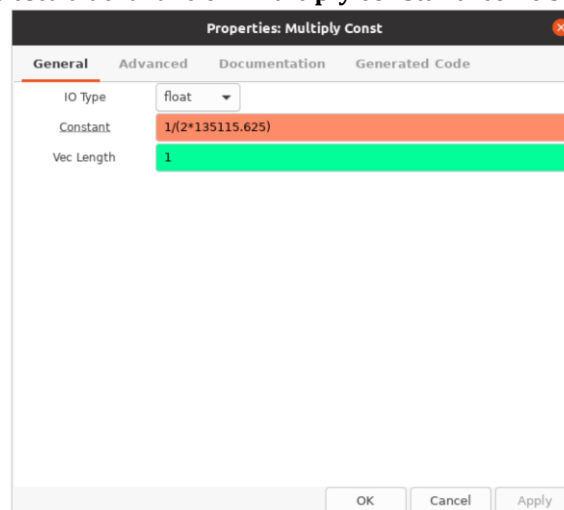 Properties: Multiply Const
General Advanced Documentation Generated Code
IO Type float
Constant 1/(2*135115.625)
Vec Length 1
OK Cancel Apply